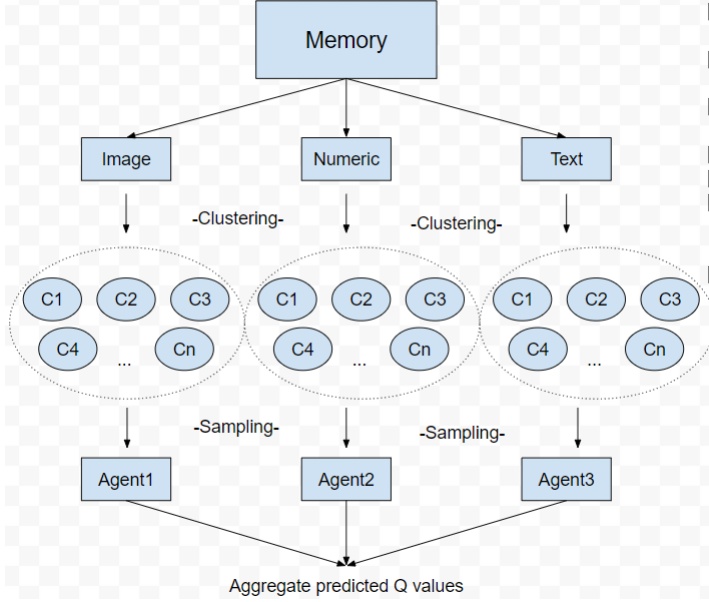 Memory
Image Numeric Text
-Clustering- -Clustering-
C1 C2 C3 C1 C2 C3 C1 C2 C3
C4 ... Cn C4 ... Cn C4 ... Cn
-Sampling- -Sampling-
Agent1 Agent2 Agent3
Aggregate predicted Q values